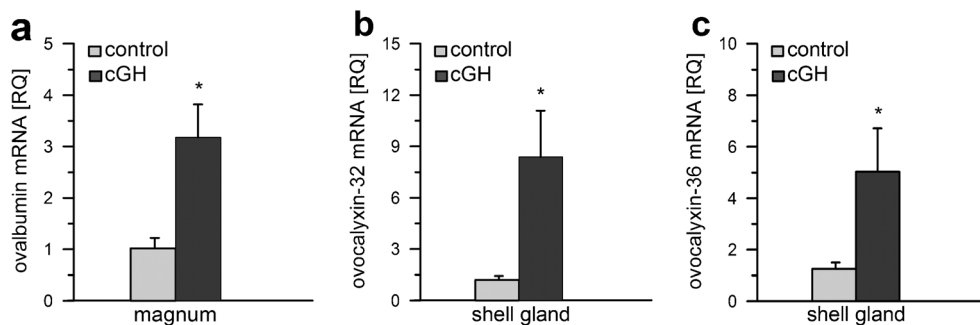 a
ovalbumin mRNA [RQ]
5
4
3
2
1
0
control
cGH
*
magnum
b
ovocalyxin-32 mRNA [RQ]
15
12
9
6
3
0
control
cGH
*
shell gland
c
ovocalyxin-36 mRNA [RQ]
10
8
6
4
2
0
control
cGH
*
shell gland